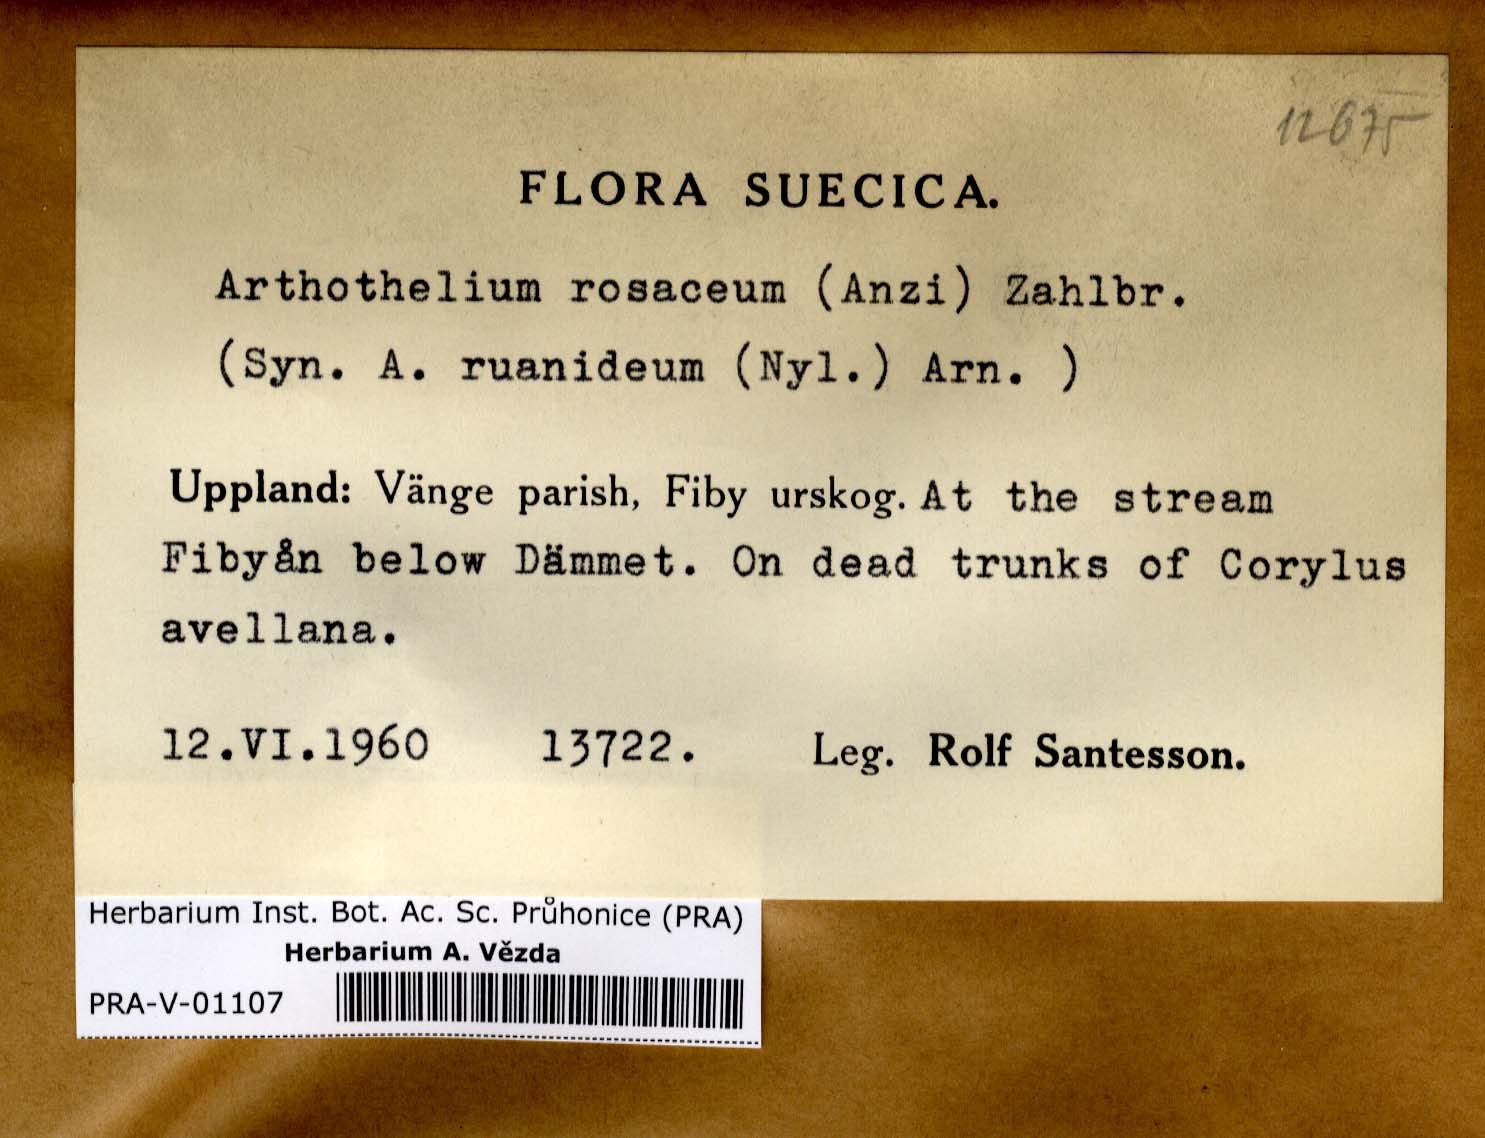 12675
FLORA SUECICA.
Arthothelium rosaceum (Anzi) Zahlbr.
(Syn. A. ruanideum (Nyl.) Arn. )
Uppland: Vänge parish, Fiby urskog. At the stream
Fibyån below Dämmet. On dead trunks of Corylus
avellana.
12.VI.1960 13722. Leg. Rolf Santesson.
Herbarium Inst. Bot. Ac. Sc. Průhonice (PRA)
Herbarium A. Vězda
PRA-V-01107